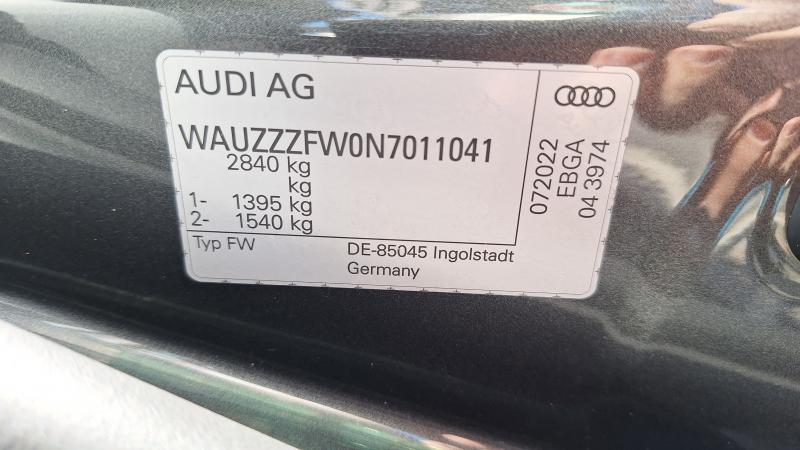 AUDI AG
WAUZZZFW0N7011041
2840 kg
kg
1- 1395 kg
2- 1540 kg
Typ FW
DE-85045 Ingolstadt
Germany
072022
EBGA
04 3974